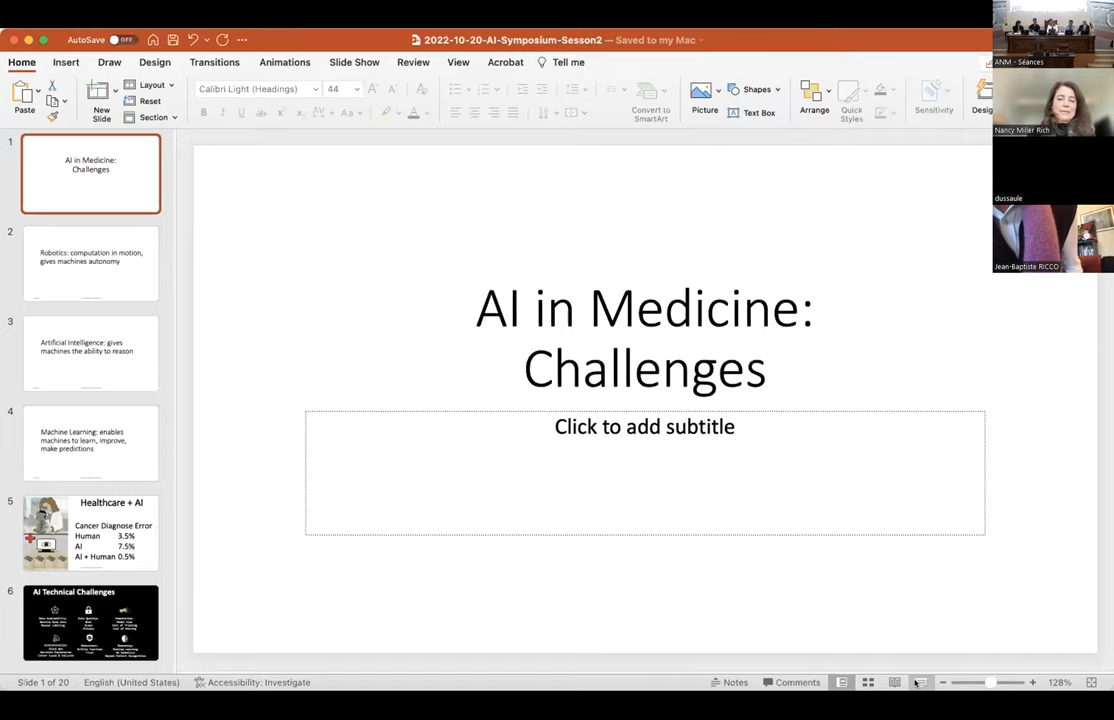 AutoSave OFF
2022-10-20-AI-Symposium-Sesson2 — Saved to my Mac
ANM - Séances
Home Insert Draw Design Transitions Animations Slide Show Review View Acrobat Tell me
Paste
New Slide
Layout
Reset
Section
Calibri Light (Headings) 44
Convert to SmartArt
Picture
Shapes
Text Box
Arrange
Quick Styles
Sensitivity
Nancy Miller Rich
dussaule
Jean-Baptiste RICCO
1
AI in Medicine:
Challenges
2
Robotics: computation in motion,
gives machines autonomy
3
Artificial Intelligence: gives
machines the ability to reason
4
Machine Learning: enables
machines to learn, improve,
make predictions
5
Healthcare + AI
Cancer Diagnose Error
Human 3.5%
AI 7.5%
AI + Human 0.5%
6
AI Technical Challenges
AI in Medicine:
Challenges
Click to add subtitle
Slide 1 of 20 English (United States) Accessibility: Investigate Notes Comments 128%